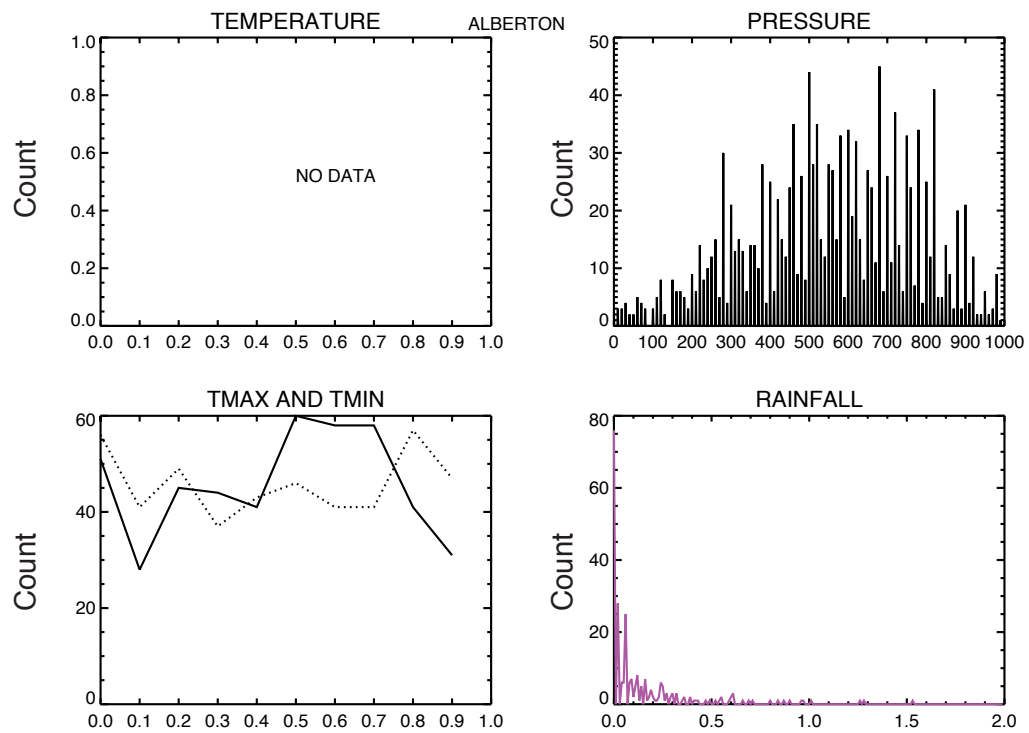 TEMPERATURE
ALBERTON
PRESSURE
1.0
0.8
0.6
0.4
0.2
0.0
Count
NO DATA
0.0 0.1 0.2 0.3 0.4 0.5 0.6 0.7 0.8 0.9 1.0
50
40
30
20
10
0
Count
0 100 200 300 400 500 600 700 800 900 1000
TMAX AND TMIN
60
40
20
0
Count
0.0 0.1 0.2 0.3 0.4 0.5 0.6 0.7 0.8 0.9 1.0
RAINFALL
80
60
40
20
0
Count
0.0 0.5 1.0 1.5 2.0